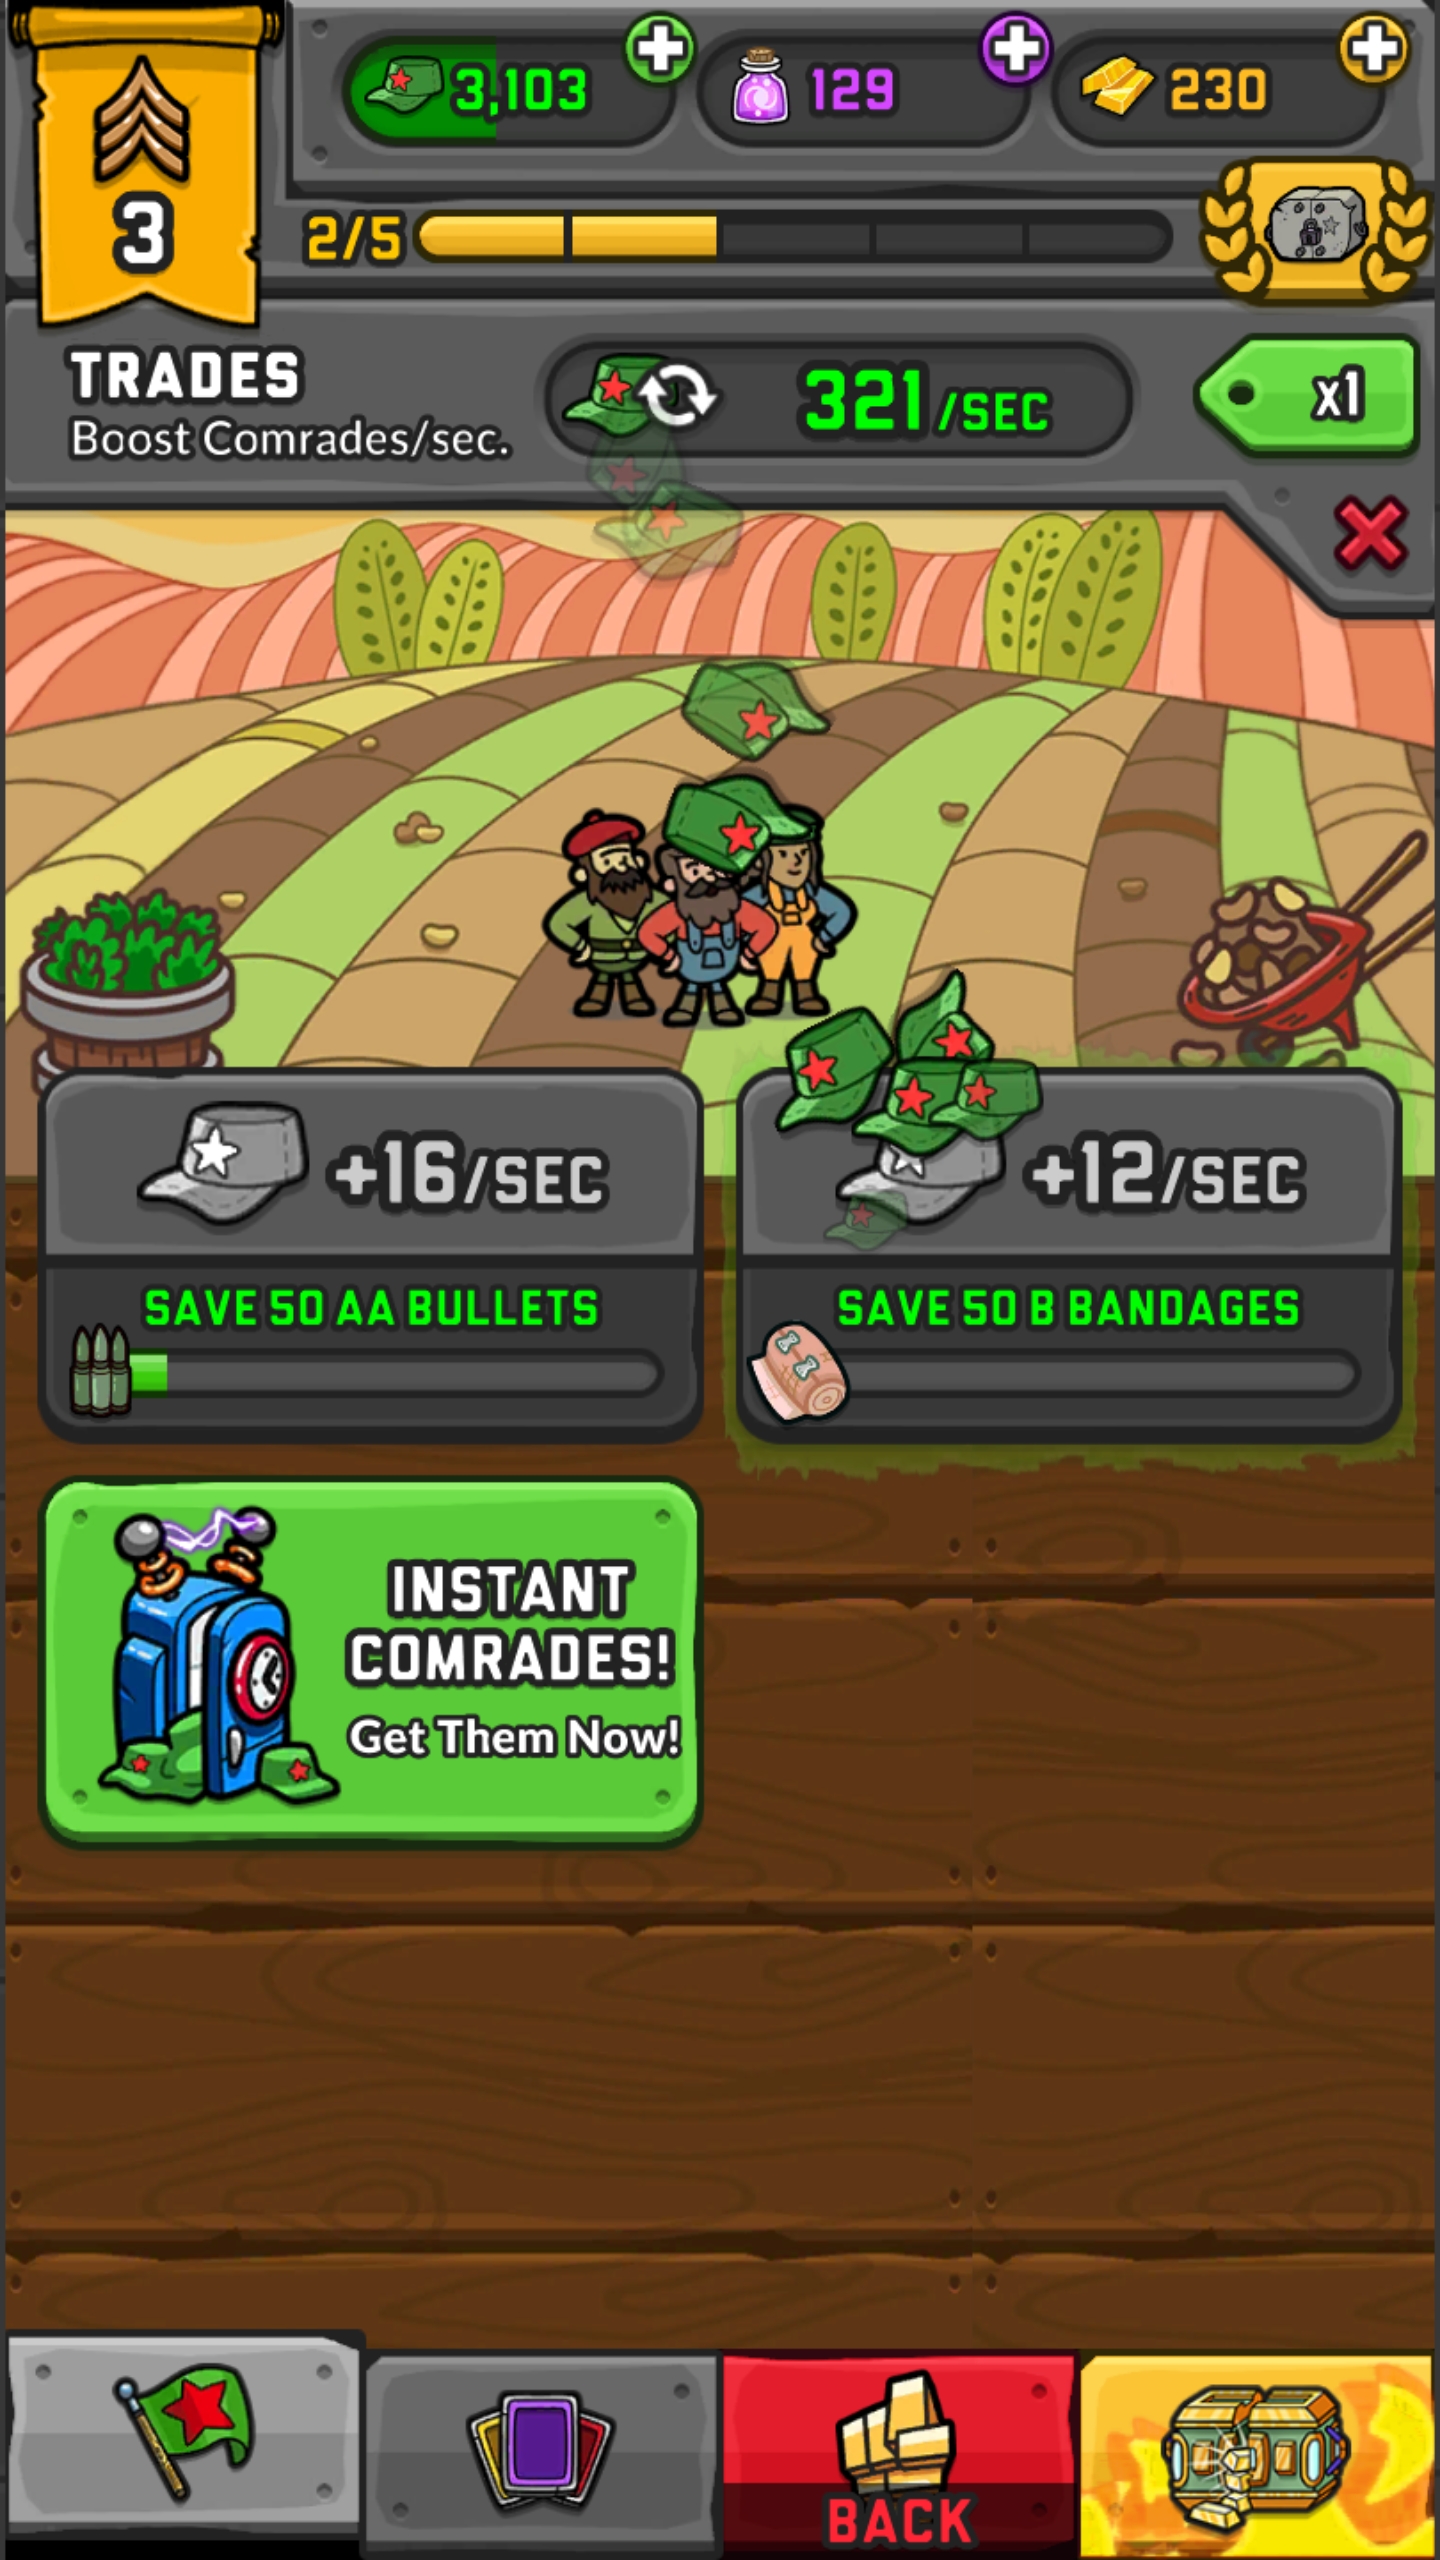 3,103
129
230
3
2/5
TRADES
Boost Comrades/sec.
321/SEC
x1
+16/SEC
+12/SEC
SAVE 50 AA BULLETS
SAVE 50 B BANDAGES
INSTANT
COMRADES!
Get Them Now!
BACK